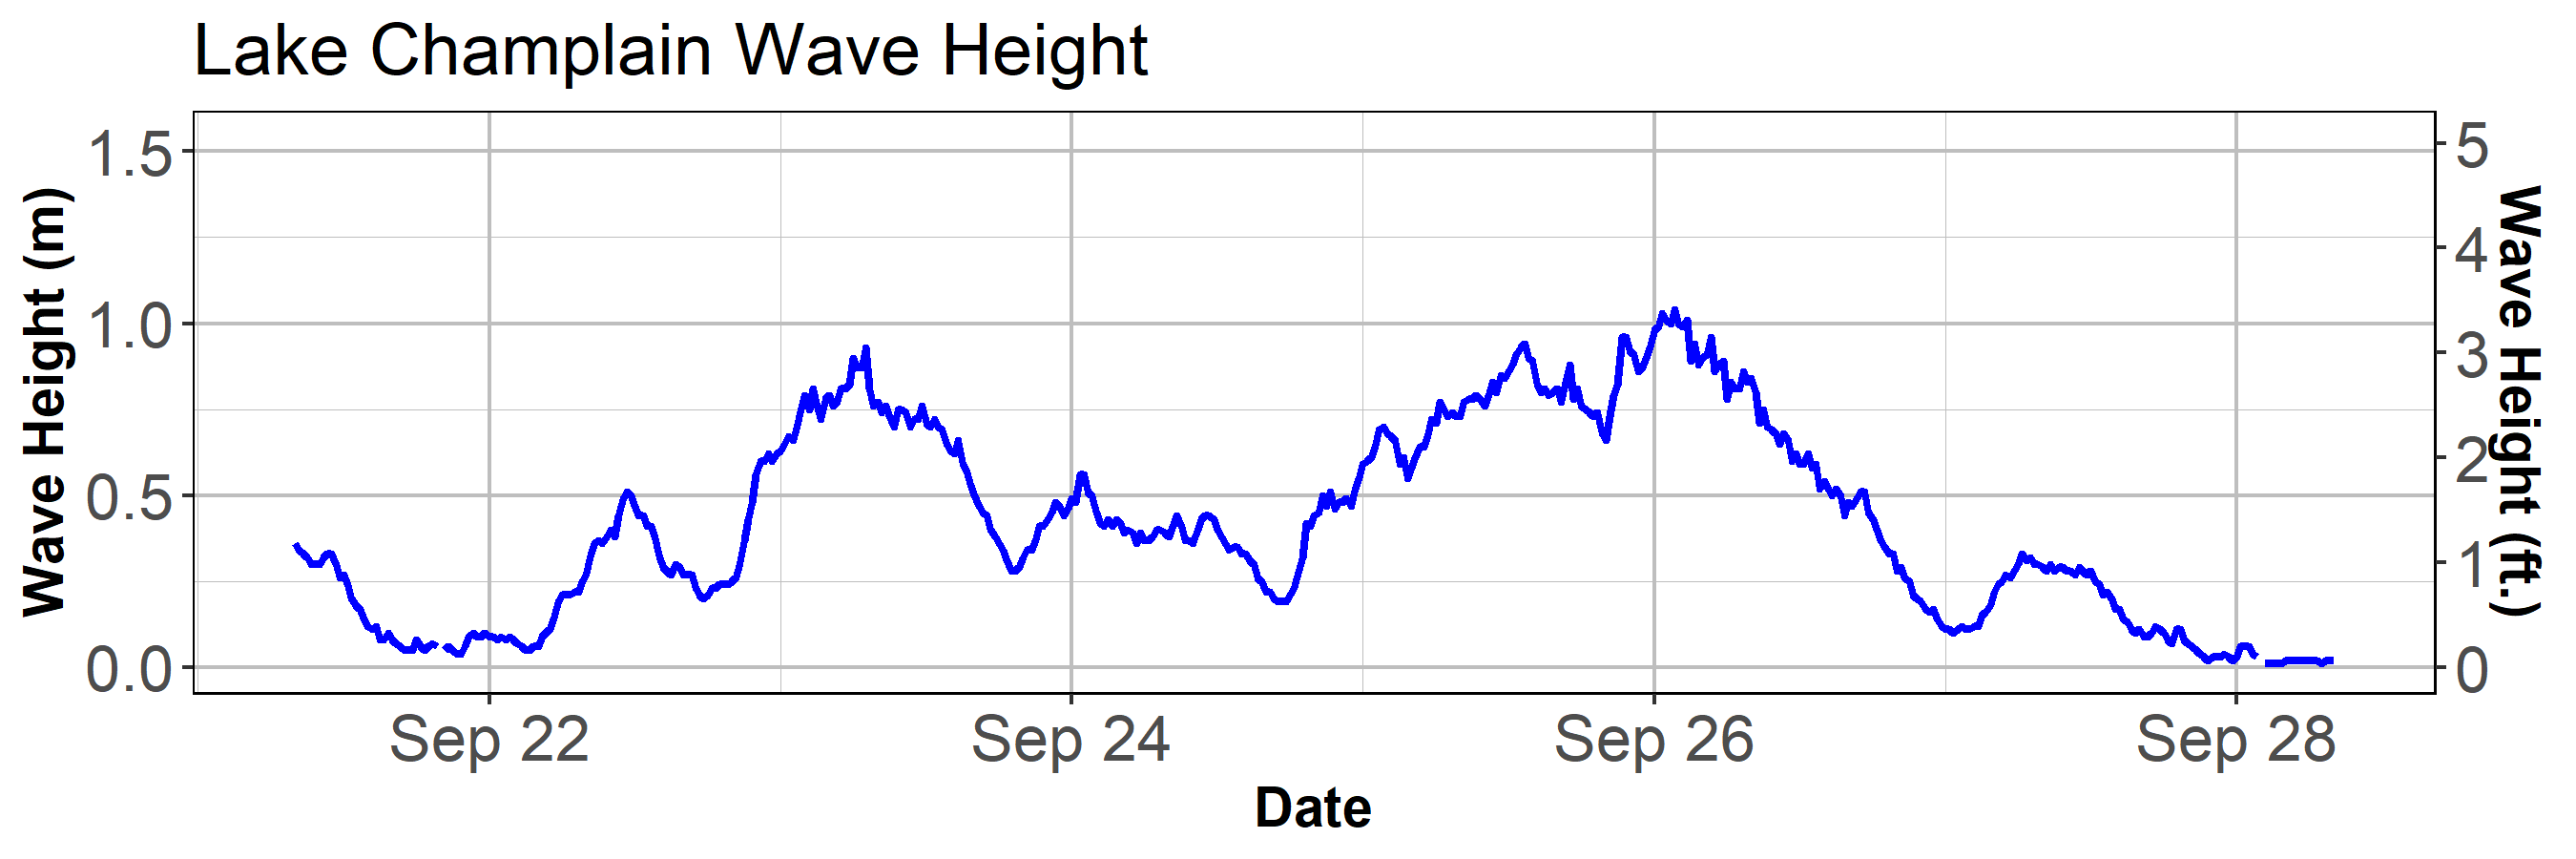 Lake Champlain Wave Height
Wave Height (m)
1.5
1.0
0.5
0.0
5
4
3
2
1
0
Wave Height (ft.)
Sep 22
Sep 24
Sep 26
Sep 28
Date